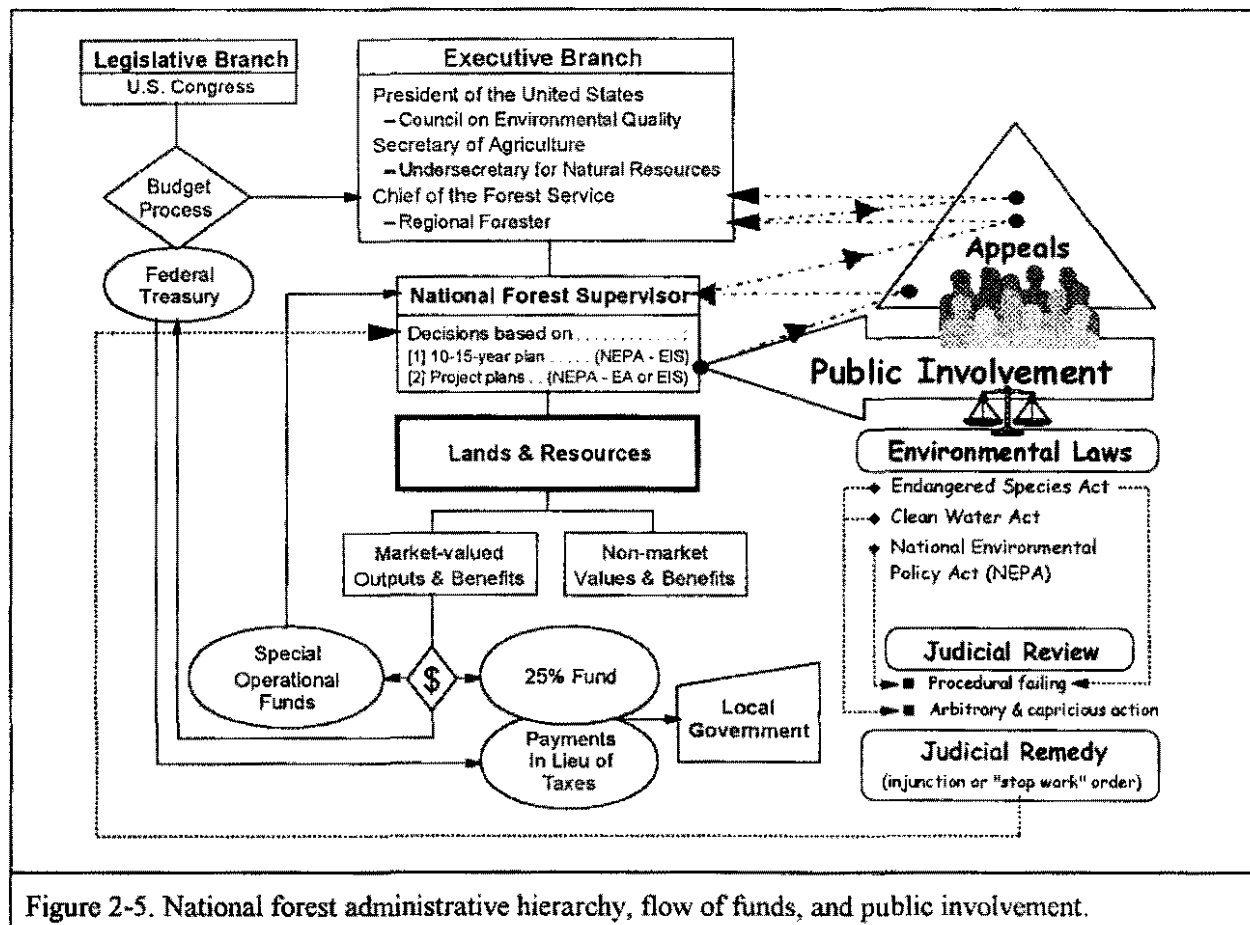 Legislative Branch
U.S. Congress
Executive Branch
President of the United States
– Council on Environmental Quality
Secretary of Agriculture
– Undersecretary for Natural Resources
Chief of the Forest Service
– Regional Forester
Budget
Process
Federal
Treasury
National Forest Supervisor
Decisions based on . . . . . . . . . . . . :
[1] 10-15-year plan . . . . . (NEPA - EIS)
[2] Project plans . . (NEPA - EA or EIS)
Appeals
Public Involvement
Lands & Resources
Environmental Laws
Endangered Species Act
Clean Water Act
National Environmental
Policy Act (NEPA)
Market-valued
Outputs & Benefits
Non-market
Values & Benefits
Special
Operational
Funds
$
25% Fund
Local
Government
Payments
In Lieu of
Taxes
Judicial Review
Procedural failing
Arbitrary & capricious action
Judicial Remedy
(injunction or "stop work" order)
Figure 2-5. National forest administrative hierarchy, flow of funds, and public involvement.